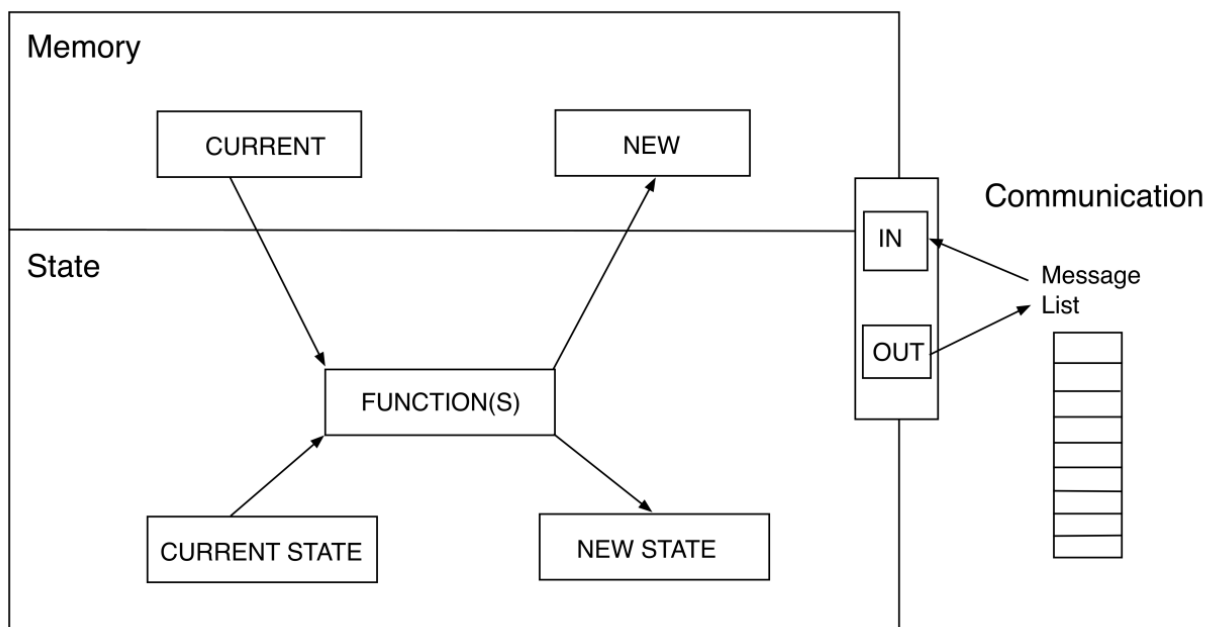 Memory
CURRENT
NEW
Communication
IN
State
Message
List
OUT
FUNCTION(S)
CURRENT STATE
NEW STATE